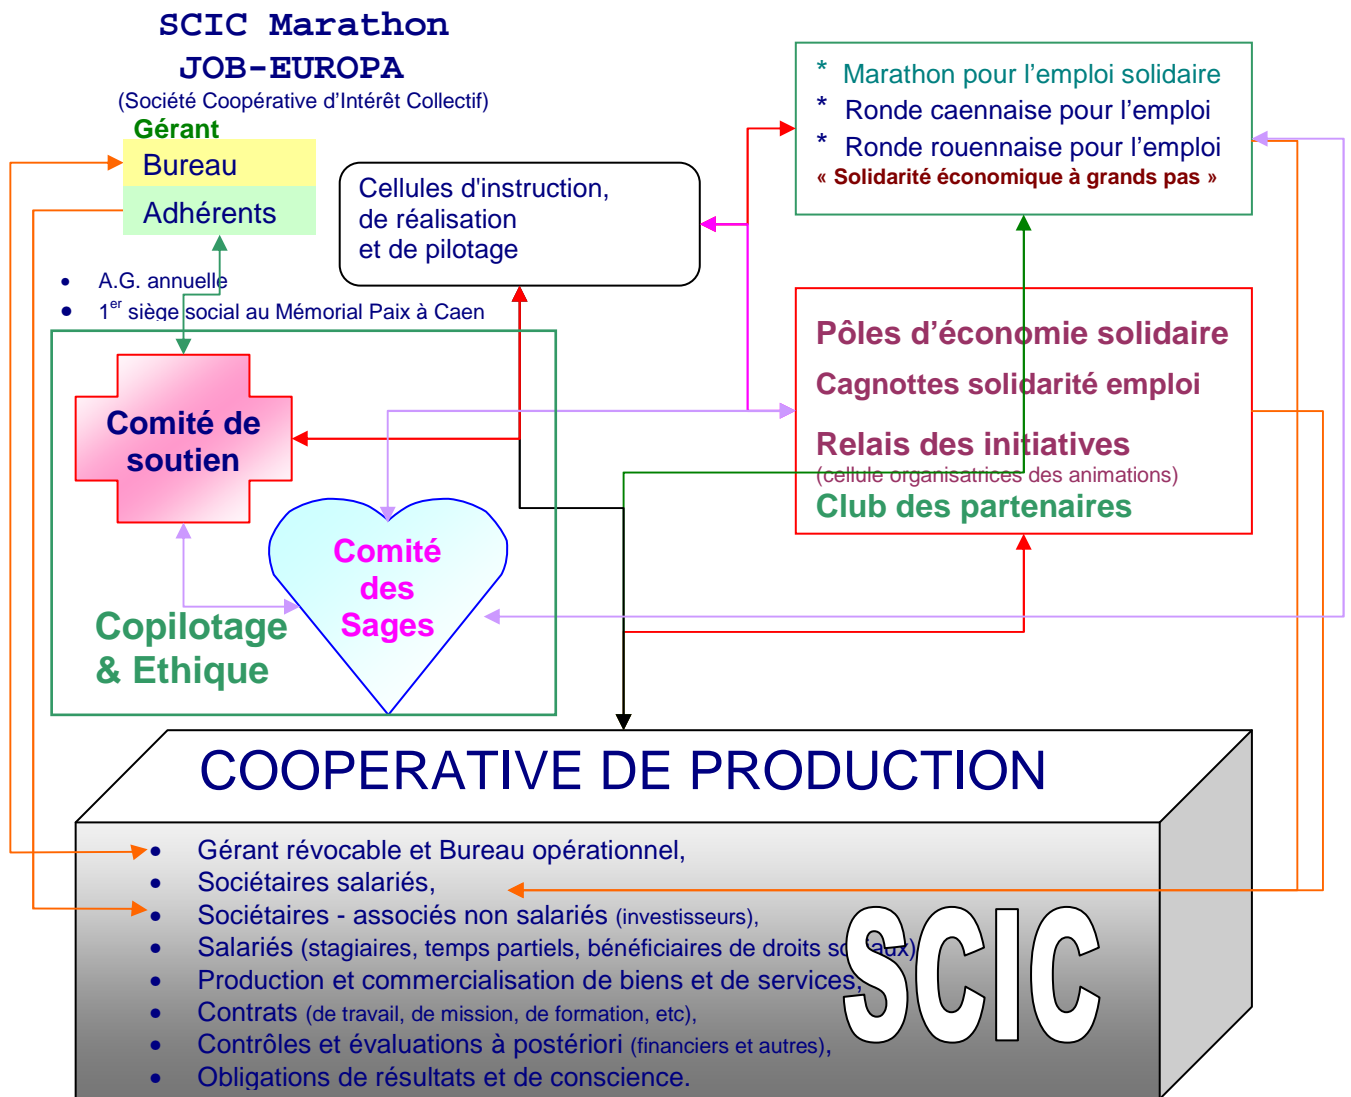 SCIC Marathon
JOB-EUROPA
(Société Coopérative d'Intérêt Collectif)
Gérant
Bureau
Adhérents
• A.G. annuelle
• 1er siège social au Mémorial Paix à Caen
Cellules d'instruction,
de réalisation
et de pilotage
* Marathon pour l'emploi solidaire
* Ronde caennaise pour l'emploi
* Ronde rouennaise pour l'emploi
« Solidarité économique à grands pas »
Pôles d'économie solidaire
Cagnottes solidarité emploi
Relais des initiatives
(cellule organisatrices des animations)
Club des partenaires
Comité de
soutien
Comité
des
Sages
Copilotage
& Ethique
COOPERATIVE DE PRODUCTION
• Gérant révocable et Bureau opérationnel,
• Sociétaires salariés,
• Sociétaires - associés non salariés (investisseurs),
• Salariés (stagiaires, temps partiels, bénéficiaires de droits sociaux)
• Production et commercialisation de biens et de services,
• Contrats (de travail, de mission, de formation, etc),
• Contrôles et évaluations à postériori (financiers et autres),
• Obligations de résultats et de conscience.
SCIC